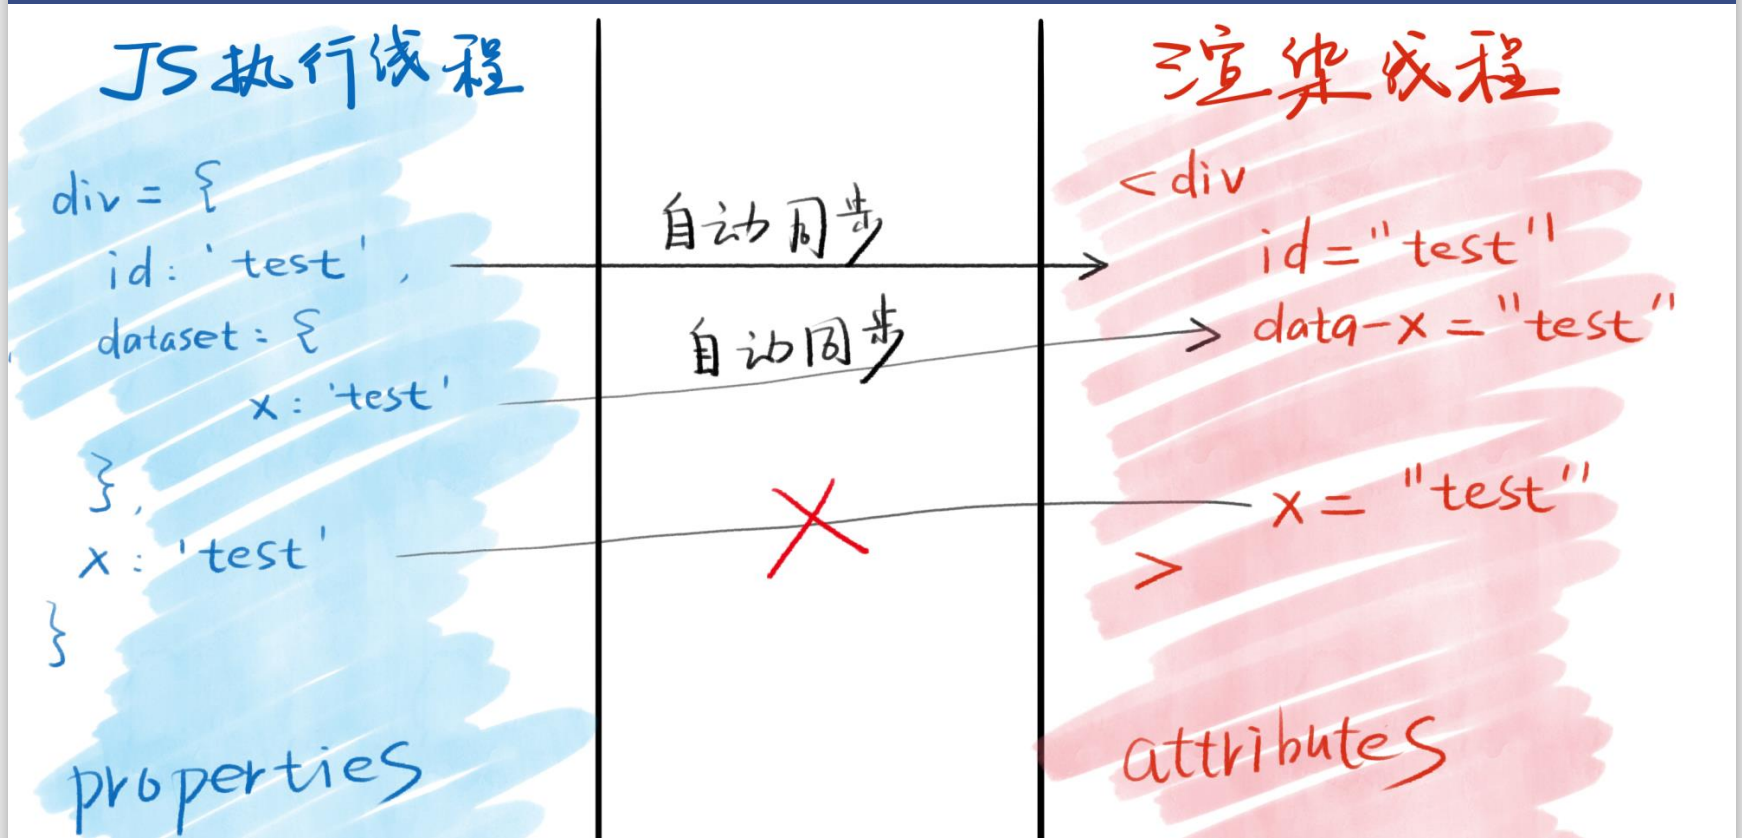 JS执行线程
div = {
id: 'test',
dataset: {
x: 'test'
},
x: 'test'
}
properties
自动同步
自动同步
渲染线程
<div
id="test"
data-x="test"
x="test"
>
attributes